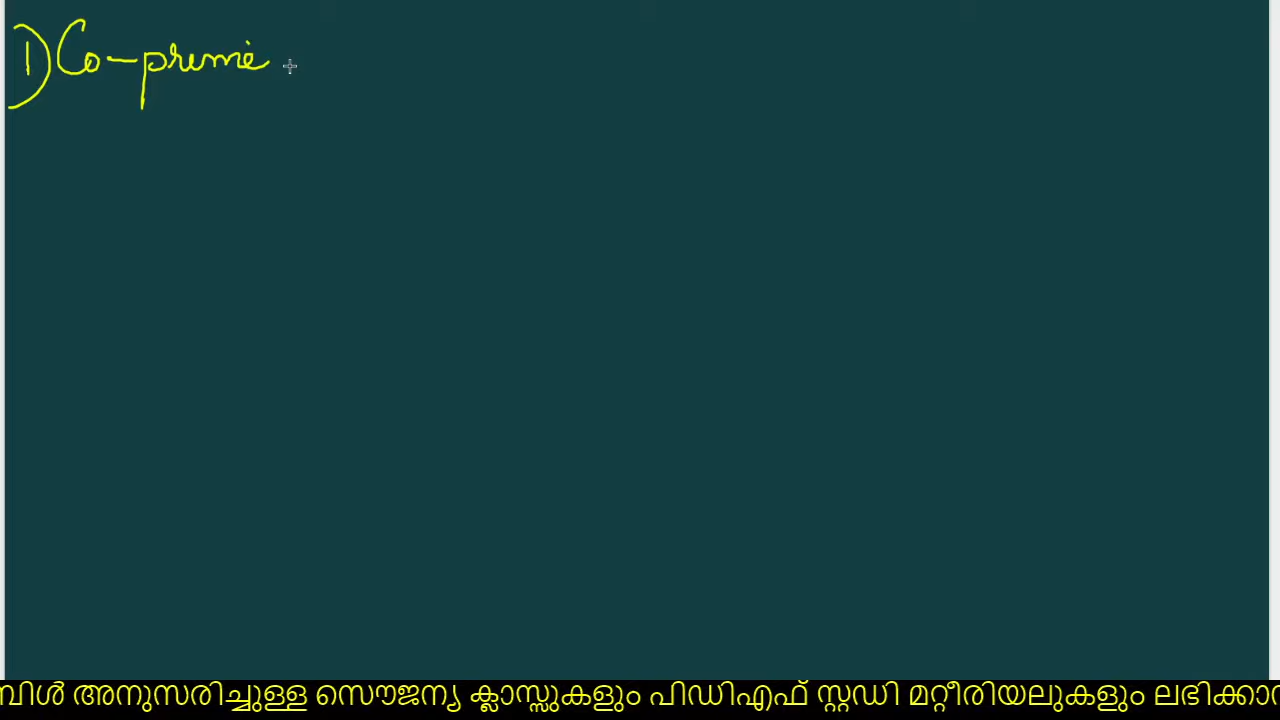 1) Co-prime
മ്പിൾ അനുസരിച്ചുള്ള സൌജന്യ ക്ലാസ്സുകളും പിഡിഎഫ് സ്റ്റഡി മറ്റീരിയലുകളും ലഭിക്കാൻ